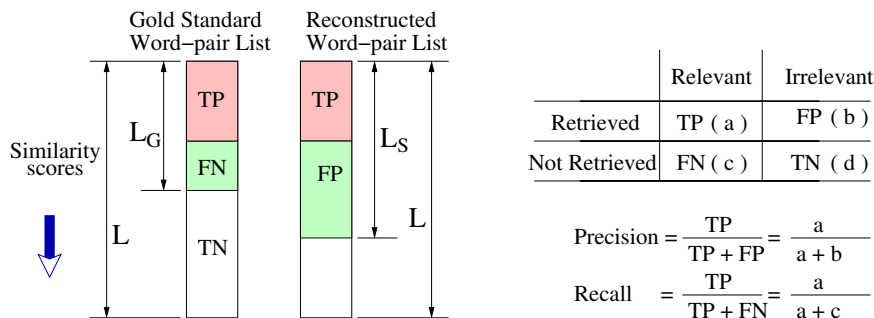 Gold Standard
Word-pair List
Reconstructed
Word-pair List
TP
FN
TN
TP
FP
L_G
L
L_S
L
Similarity
scores
Relevant Irrelevant
Retrieved TP ( a ) FP ( b )
Not Retrieved FN ( c ) TN ( d )
Precision = TP / TP + FP = a / a + b
Recall = TP / TP + FN = a / a + c